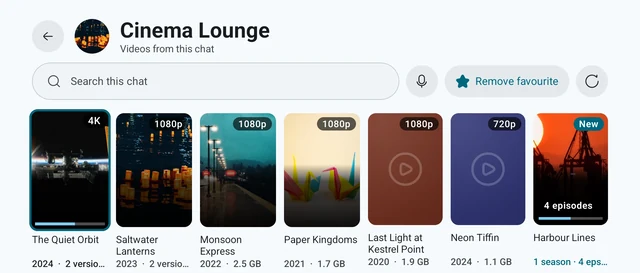 Cinema Lounge
Videos from this chat
Search this chat
Remove favourite
4K
1080p
1080p
1080p
1080p
720p
New
4 episodes
The Quiet Orbit
2024 · 2 versio…
Saltwater
Lanterns
2023 · 2 versio…
Monsoon
Express
2022 · 2.5 GB
Paper Kingdoms
2021 · 1.7 GB
Last Light at
Kestrel Point
2020 · 1.9 GB
Neon Tiffin
2024 · 1.1 GB
Harbour Lines
1 season · 4 eps…